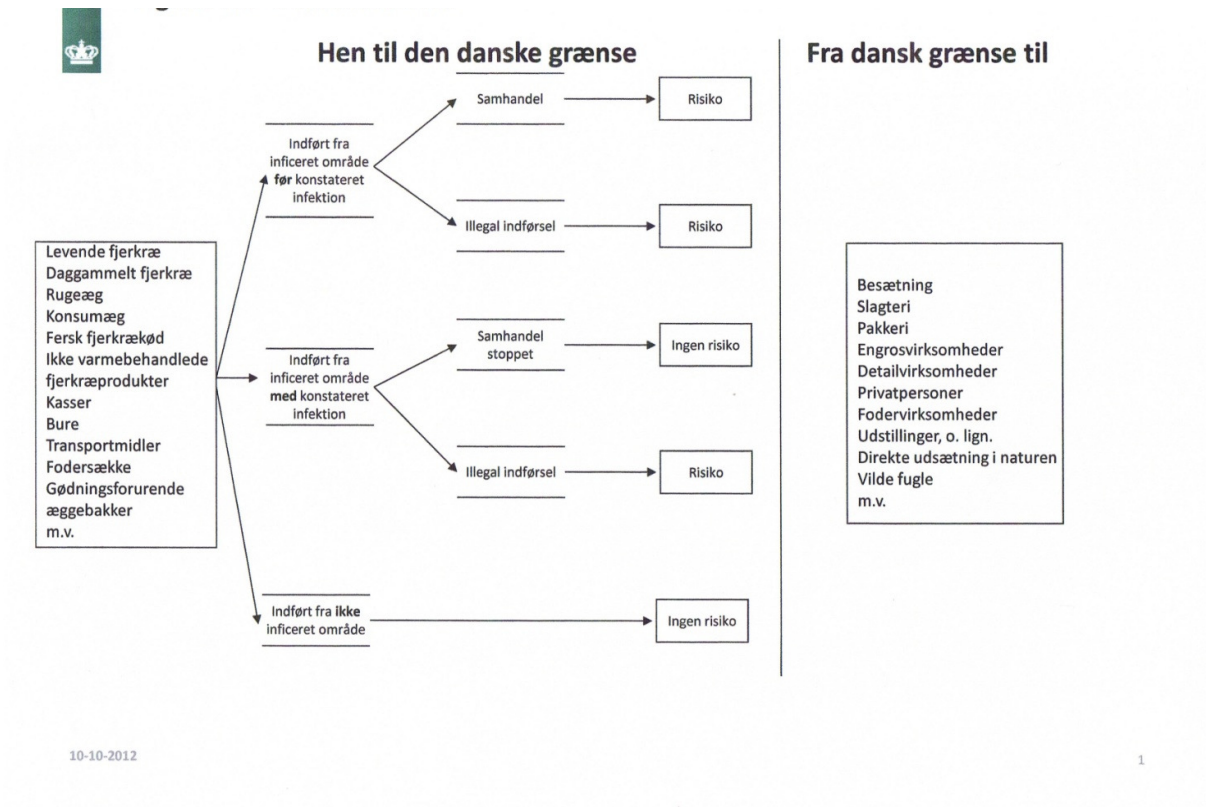 Hen til den danske grænse
Fra dansk grænse til
Levende fjerkræ
Daggammelt fjerkræ
Rugeæg
Konsumæg
Fersk fjerkrækød
Ikke varmebehandlede
fjerkræprodukter
Kasser
Bure
Transportmidler
Fodersække
Gødningsforurende
æggebakker
m.v.
Indført fra
inficeret område
før konstateret
infektion
Samhandel
Risiko
Illegal indførsel
Risiko
Indført fra
inficeret område
med konstateret
infektion
Samhandel
stoppet
Ingen risiko
Illegal indførsel
Risiko
Indført fra ikke
inficeret område
Ingen risiko
Besætning
Slagteri
Pakkeri
Engrosvirksomheder
Detailvirksomheder
Privatpersoner
Fodervirksomheder
Udstillinger, o. lign.
Direkte udsætning i naturen
Vilde fugle
m.v.
10-10-2012
1